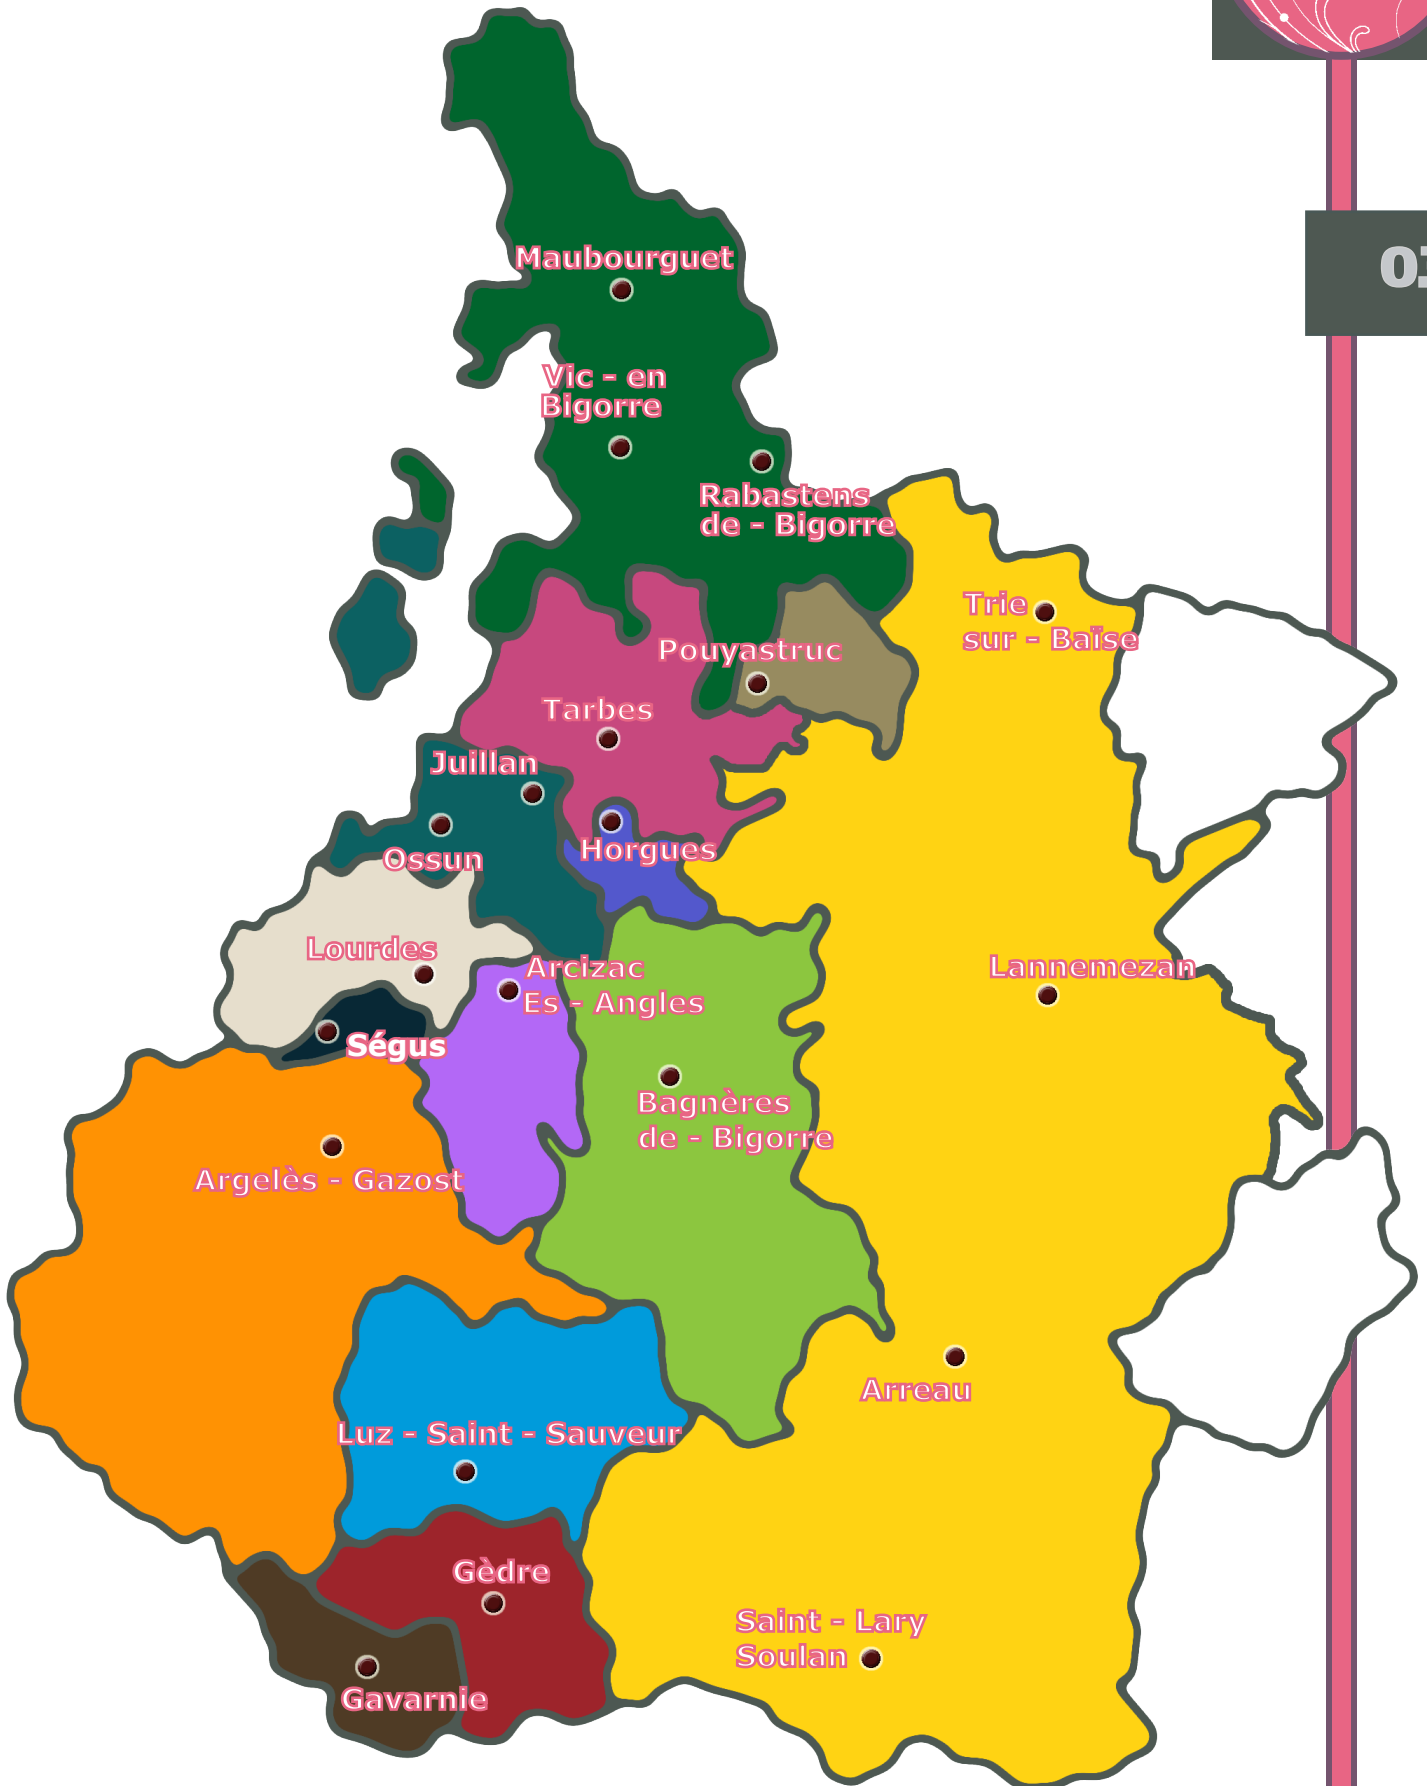 Maubourguet
Vic - en
Bigorre
Rabastens
de - Bigorre
Trie
sur - Baïse
Pouyastruc
Tarbes
Juillan
Ossun
Horgues
Lourdes
Arcizac
Es - Angles
Lannemezan
Ségus
Bagnères
de - Bigorre
Argelès - Gazost
Arreau
Luz - Saint - Sauveur
Gèdre
Saint - Lary
Soulan
Gavarnie